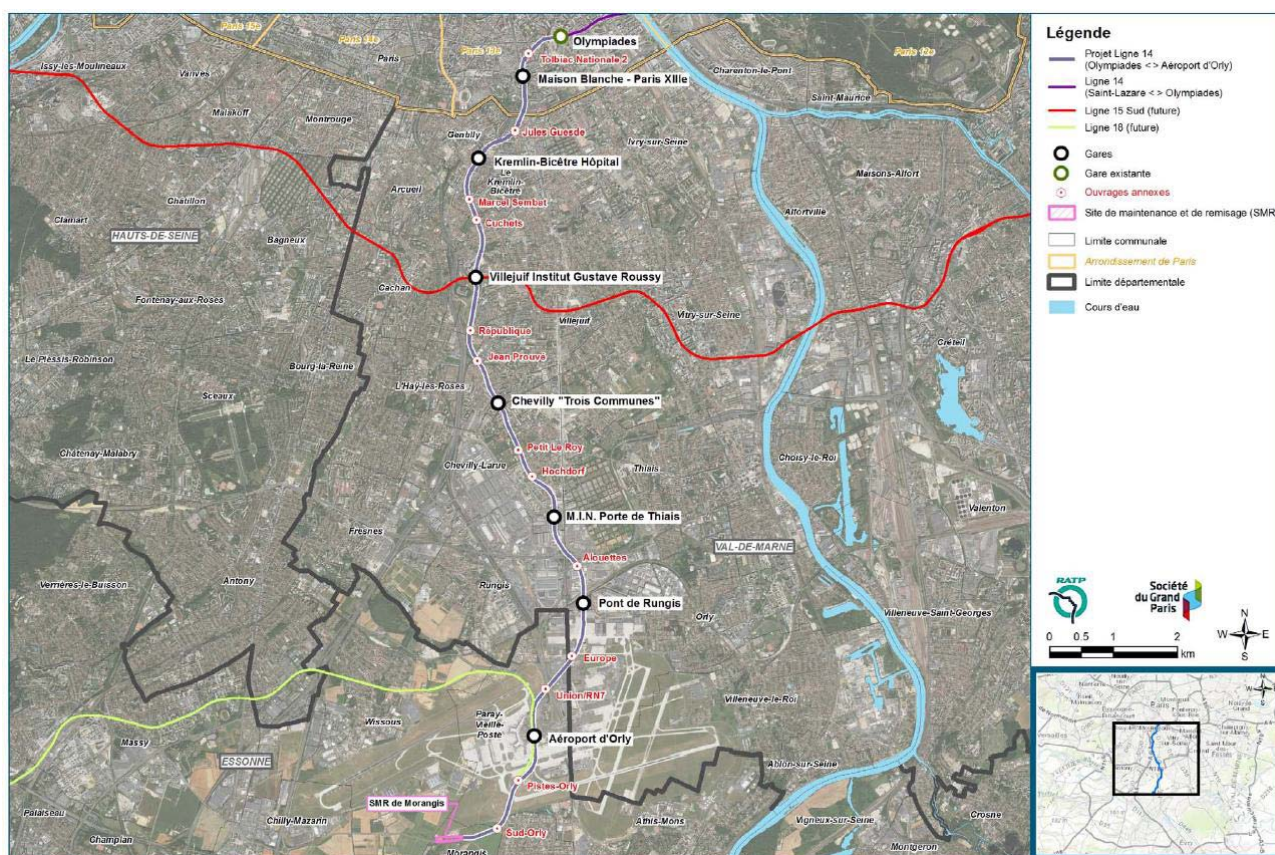 Paris 15e
Paris 14e
Paris
Paris 13e
Paris 12e
Olympiades
Tolbiac Nationale 2
Maison Blanche - Paris XIIIe
Issy-les-Moulineaux
Vanves
Malakoff
Montrouge
Charenton-le-Pont
Saint-Maurice
Gentilly
Jules Guesde
Ivry-sur-Seine
Kremlin-Bicêtre Hôpital
Le
Kremlin-
Bicêtre
Maisons-Alfort
Arcueil
Marcel Sembat
Cuchets
Alfortville
Clamart
Chatillon
HAUTS-DE-SEINE
Bagneux
Villejuif Institut Gustave Roussy
Cachan
Fontenay-aux-Roses
Villejuif
Vitry-sur-Seine
République
Créteil
Le Plessis-Robinson
Bourg-la-Reine
Jean Prouvé
L'Haÿ-les-Roses
Sceaux
Chevilly "Trois Communes"
Châtenay-Malabry
Petit Le Roy
Chevilly-Larue
Hochdorf
Thiais
Choisy-le-Roi
M.I.N. Porte de Thiais
Valenton
Fresnes
VAL-DE-MARNE
Alouettes
Verrières-le-Buisson
Antony
Rungis
Pont de Rungis
Orly
Villeneuve-Saint-Georges
Europe
Union/RN7
Villeneuve-le-Roi
Wissous
Paray-
Vieille-
Poste
Massy
Aéroport d'Orly
ESSONNE
Ablon-sur-Seine
Pistes-Orly
SMR de Morangis
Palaiseau
Chilly-Mazarin
Sud-Orly
Athis-Mons
Vigneux-sur-Seine
Crosne
Champlan
Morangis
Montgeron
Légende
Projet Ligne 14
(Olympiades <> Aéroport d'Orly)
Ligne 14
(Saint-Lazare <> Olympiades)
Ligne 15 Sud (future)
Ligne 18 (future)
Gares
Gare existante
Ouvrages annexes
Site de maintenance et de remisage (SMR
Limite communale
Arrondissement de Paris
Limite départementale
Cours d'eau
RATP
Société
du Grand
Paris
N
W E
S
0 0.5 1 2
km